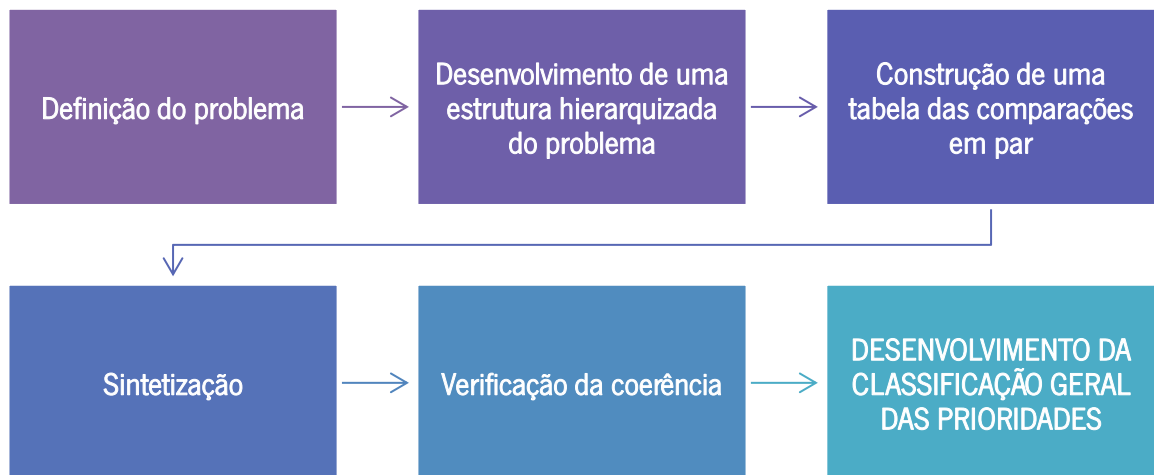 Definição do problema
Desenvolvimento de uma
estrutura hierarquizada
do problema
Construção de uma
tabela das comparações
em par
Sintetização
Verificação da coerência
DESENVOLVIMENTO DA
CLASSIFICAÇÃO GERAL
DAS PRIORIDADES